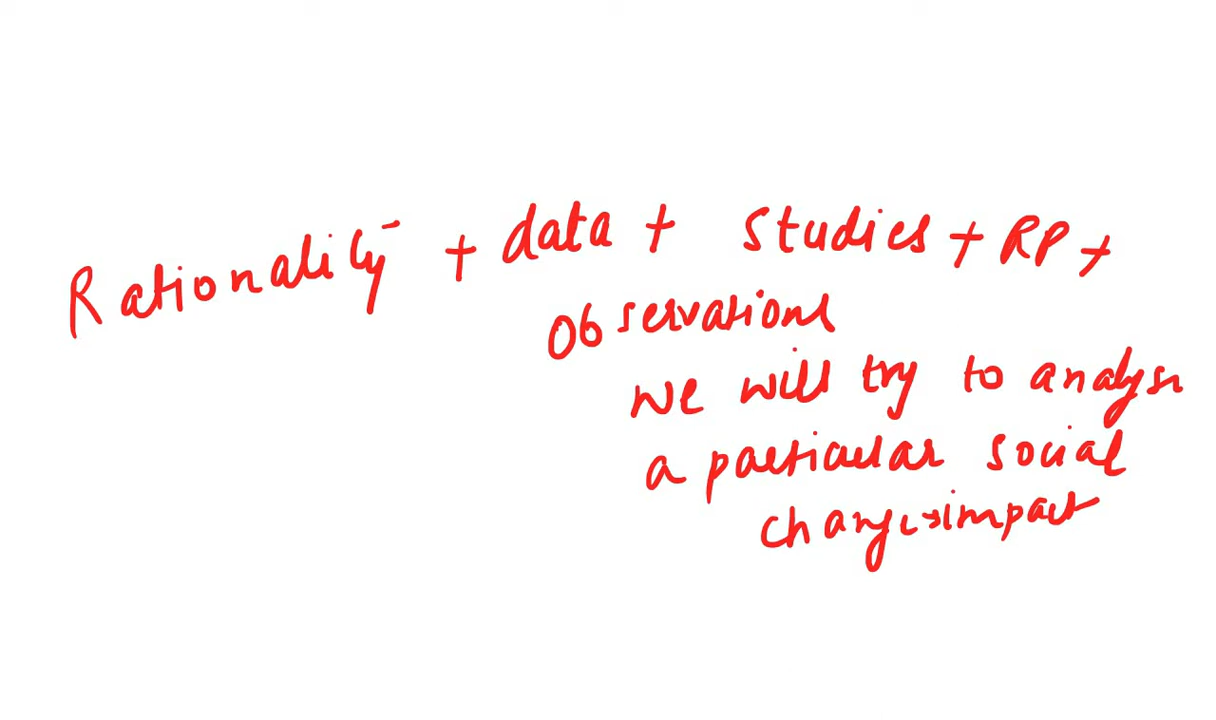 Rationality + data + studies + RP +
Observations
we will try to analyse
a particular social
change → impact